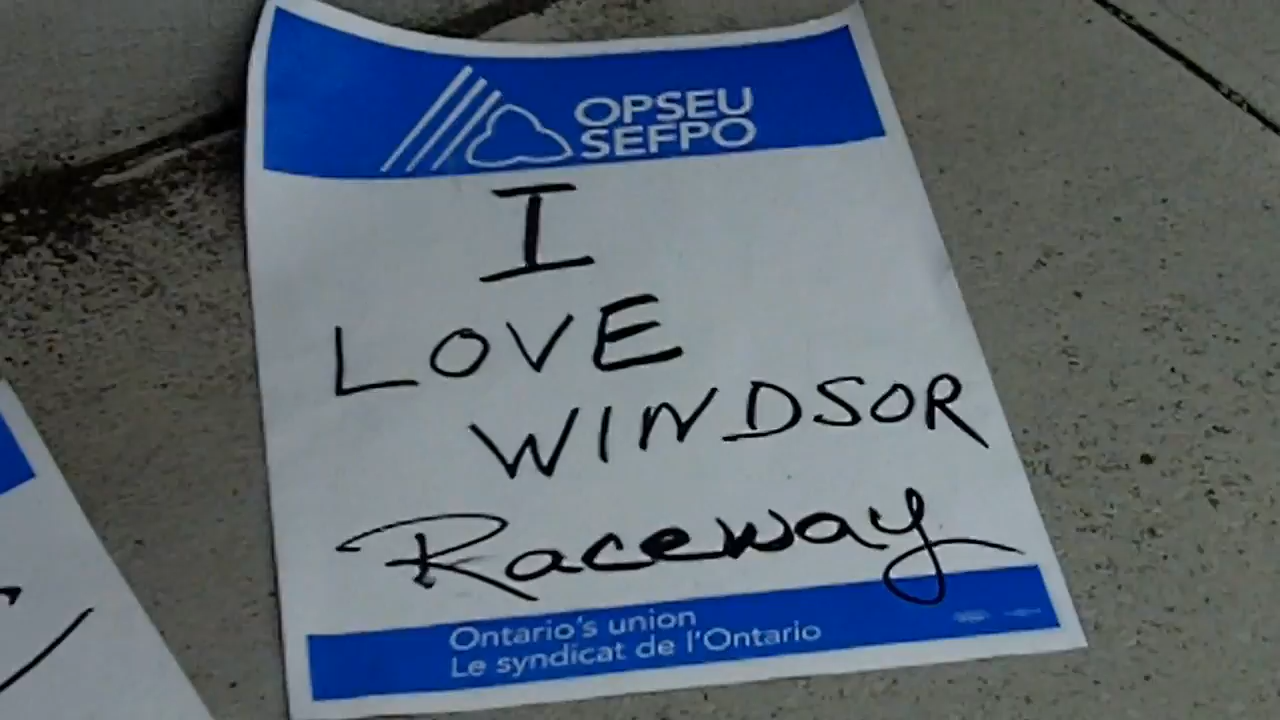 OPSEU
SEFPO
I
LOVE
WINDSOR
Raceway
Ontario's union
Le syndicat de l'Ontario